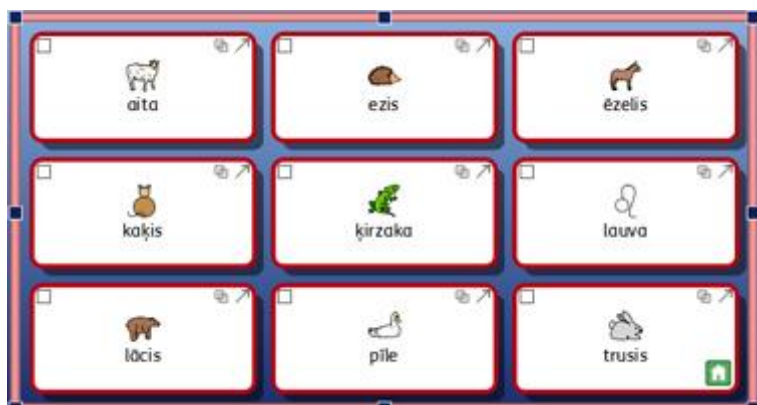 aita
ezis
ēzelis
kaķis
ķirzaka
lauva
lācis
pīle
trusis